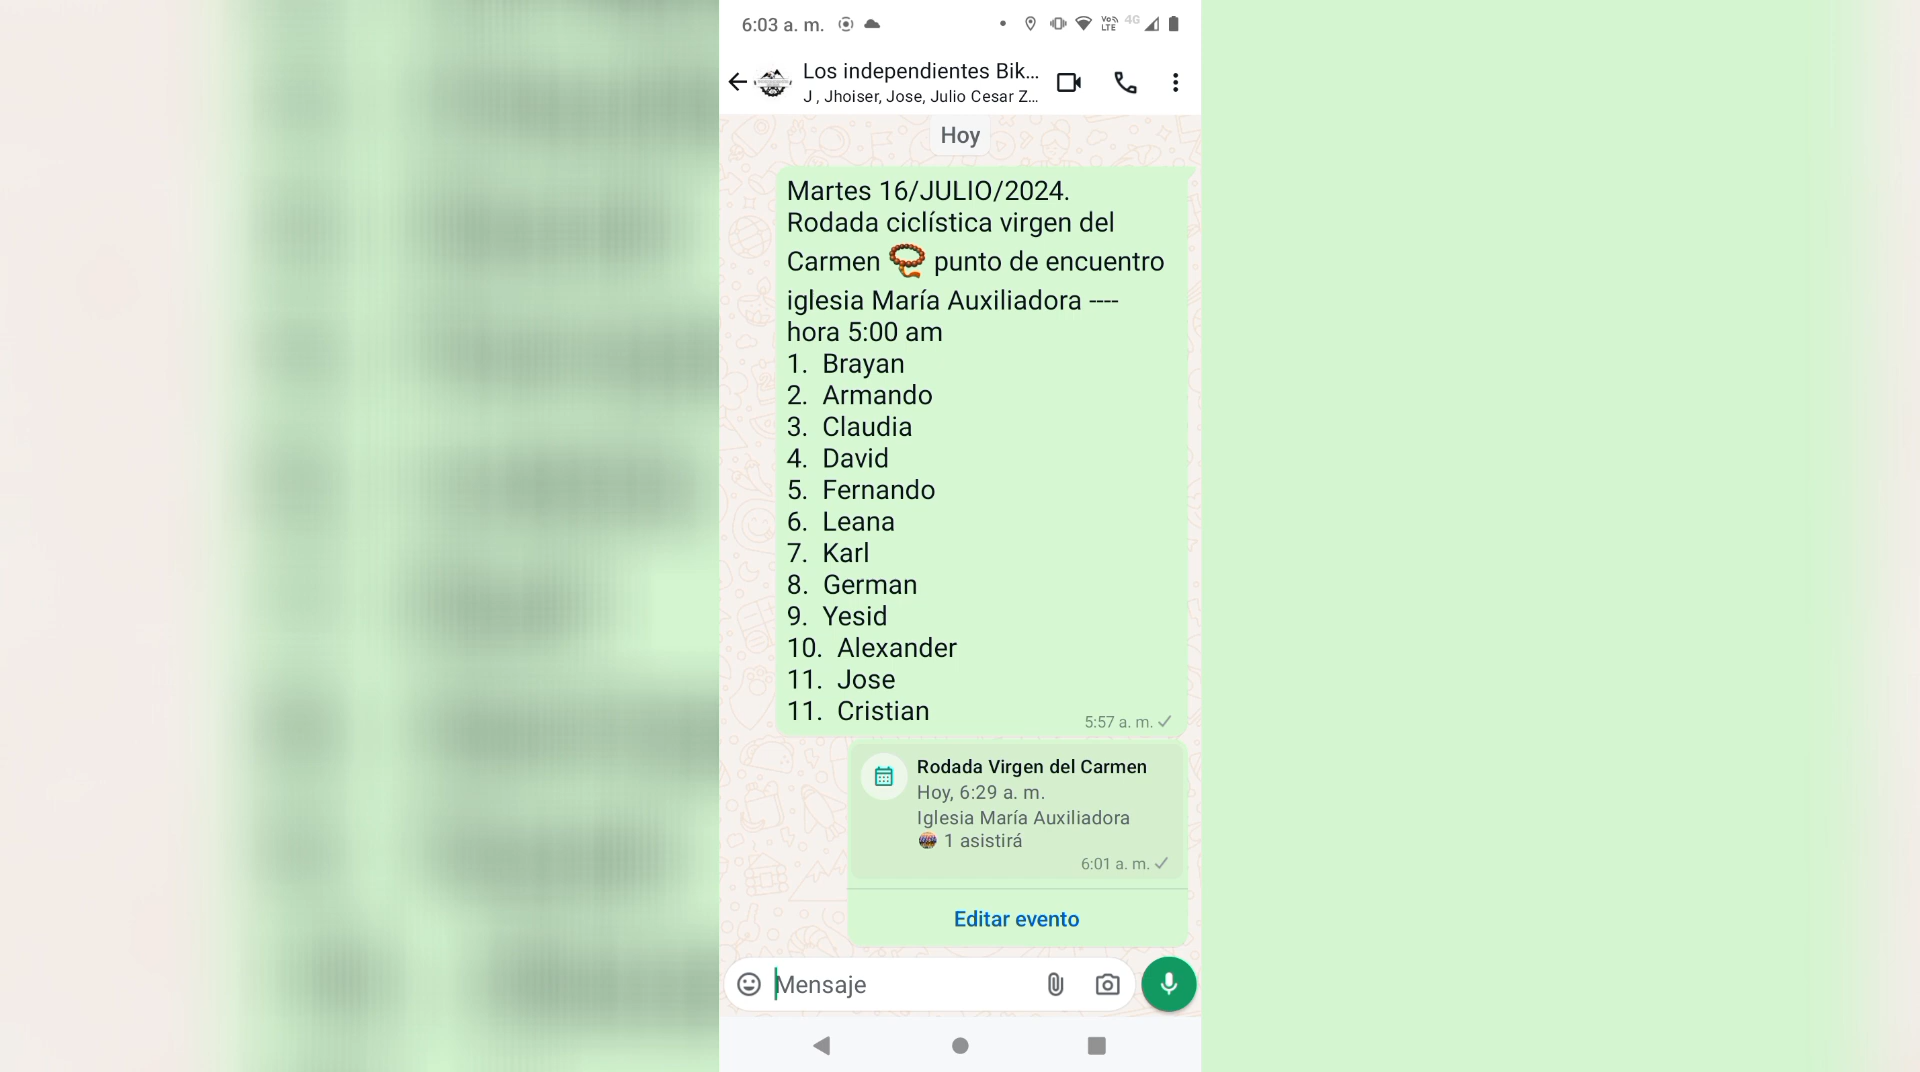 6:03 a. m.
Vo LTE 4G
Los independientes Bik...
J , Jhoiser, Jose, Julio Cesar Z...
Hoy
Martes 16/JULIO/2024.
Rodada ciclística virgen del
Carmen 📿 punto de encuentro
iglesia María Auxiliadora ----
hora 5:00 am
1. Brayan
2. Armando
3. Claudia
4. David
5. Fernando
6. Leana
7. Karl
8. German
9. Yesid
10. Alexander
11. Jose
11. Cristian
5:57 a. m.
Rodada Virgen del Carmen
Hoy, 6:29 a. m.
Iglesia María Auxiliadora
1 asistirá
6:01 a. m.
Editar evento
Mensaje